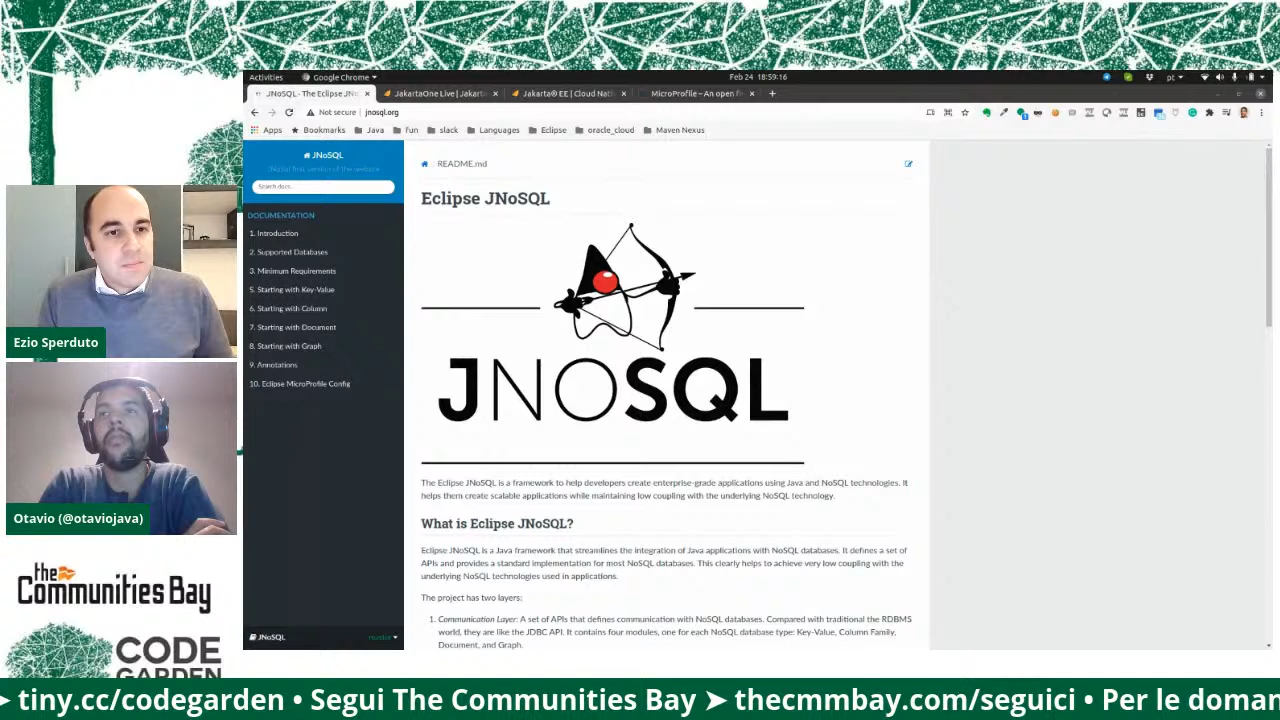 Activities
Google Chrome
Feb 24 18:59:16
pt
JNoSQL - The Eclipse JNo
JakartaOne Live | Jakarta
Jakarta® EE | Cloud Nati
MicroProfile – An open f
Not secure | jnosql.org
Apps
Bookmarks
Java
fun
slack
Languages
Eclipse
oracle_cloud
Maven Nexus
JNoSQL
JNoSql first version of the website
Search docs
DOCUMENTATION
1. Introduction
2. Supported Databases
3. Minimum Requirements
5. Starting with Key-Value
6. Starting with Column
7. Starting with Document
8. Starting with Graph
9. Annotations
10. Eclipse MicroProfile Config
JNoSQL
master
README.md
Eclipse JNoSQL
JNOSQL
The Eclipse JNoSQL is a framework to help developers create enterprise-grade applications using Java and NoSQL technologies. It
helps them create scalable applications while maintaining low coupling with the underlying NoSQL technology.
What is Eclipse JNoSQL?
Eclipse JNoSQL is a Java framework that streamlines the integration of Java applications with NoSQL databases. It defines a set of
APIs and provides a standard implementation for most NoSQL databases. This clearly helps to achieve very low coupling with the
underlying NoSQL technologies used in applications.
The project has two layers:
1. Communication Layer: A set of APIs that defines communication with NoSQL databases. Compared with traditional the RDBMS
world, they are like the JDBC API. It contains four modules, one for each NoSQL database type: Key-Value, Column Family,
Document, and Graph.
Ezio Sperduto
Otavio (@otaviojava)
the
Communities Bay
CODE
GARDEN
➤ tiny.cc/codegarden • Segui The Communities Bay ➤ thecmmbay.com/seguici • Per le doman